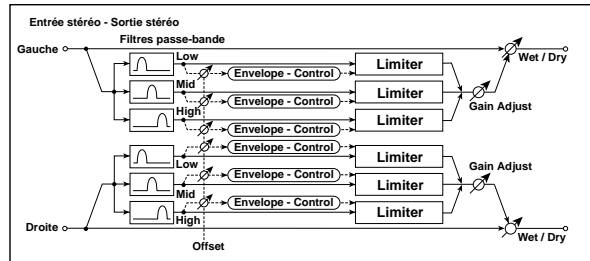 Entrée stéréo - Sortie stéréo
Filtres passe-bande
Gauche
Wet / Dry
Low
Envelope - Control
Limiter
Mid
Envelope - Control
Limiter
Gain Adjust
High
Envelope - Control
Limiter
Envelope - Control
Low
Limiter
Gain Adjust
Envelope - Control
Mid
Limiter
Envelope - Control
High
Limiter
Droite
Offset
Wet / Dry